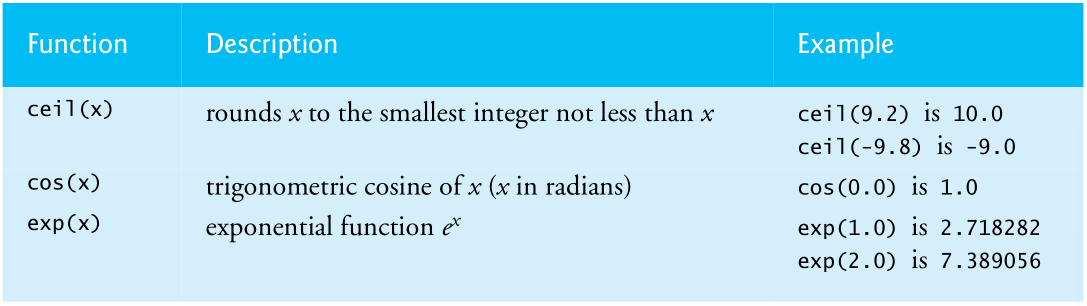 Function Description Example
ceil(x) rounds x to the smallest integer not less than x ceil(9.2) is 10.0
ceil(-9.8) is -9.0
cos(x) trigonometric cosine of x (x in radians) cos(0.0) is 1.0
exp(x) exponential function eˣ exp(1.0) is 2.718282
exp(2.0) is 7.389056